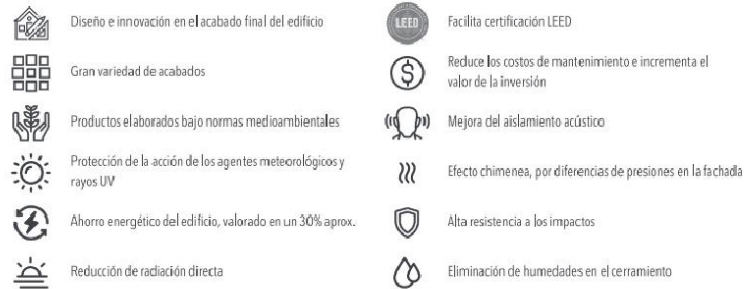 Diseño e innovación en el acabado final del edificio
Gran variedad de acabados
Productos elaborados bajo normas medioambientales
Protección de la acción de los agentes meteorológicos y
rayos UV
Ahorro energético del edificio, valorado en un 30% aprox.
Reducción de radiación directa
LEED
Facilita certificación LEED
Reduce los costos de mantenimiento e incrementa el
valor de la inversión
Mejora del aislamiento acústico
Efecto chimenea, por diferencias de presiones en la fachada
Alta resistencia a los impactos
Eliminación de humedades en el cerramiento